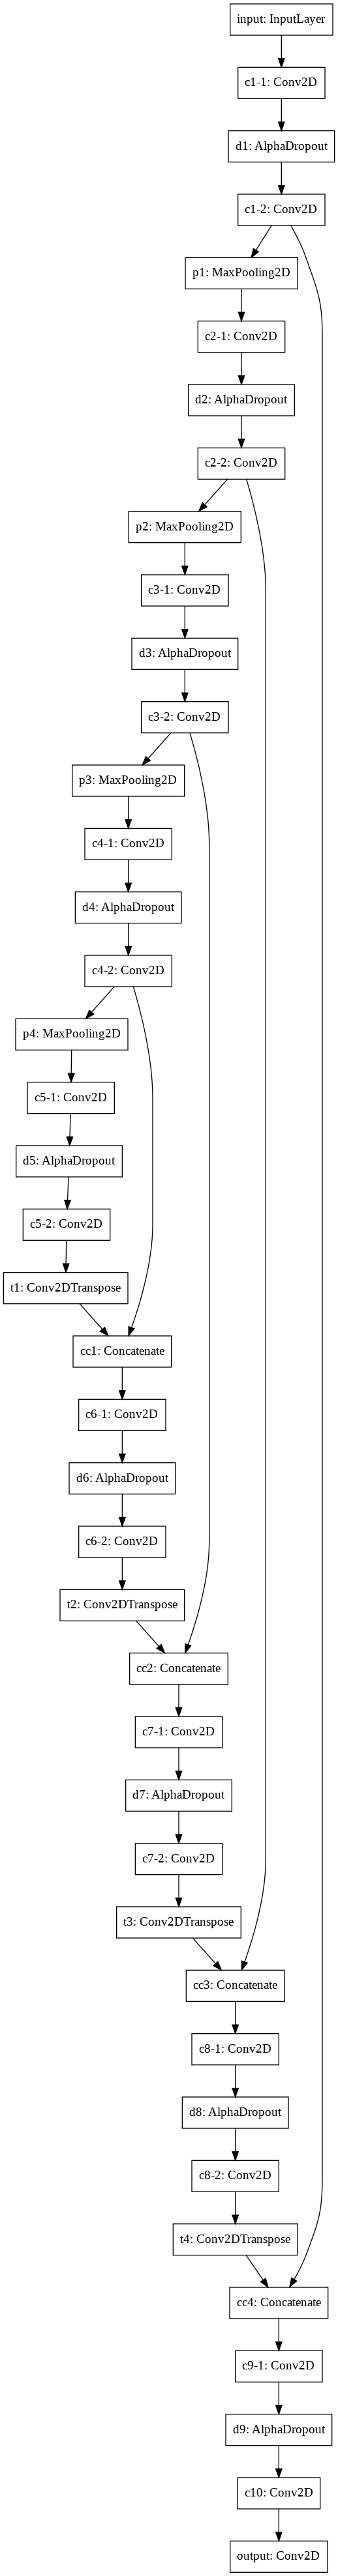 input: InputLayer
c1-1: Conv2D
d1: AlphaDropout
c1-2: Conv2D
p1: MaxPooling2D
c2-1: Conv2D
d2: AlphaDropout
c2-2: Conv2D
p2: MaxPooling2D
c3-1: Conv2D
d3: AlphaDropout
c3-2: Conv2D
p3: MaxPooling2D
c4-1: Conv2D
d4: AlphaDropout
c4-2: Conv2D
p4: MaxPooling2D
c5-1: Conv2D
d5: AlphaDropout
c5-2: Conv2D
t1: Conv2DTranspose
cc1: Concatenate
c6-1: Conv2D
d6: AlphaDropout
c6-2: Conv2D
t2: Conv2DTranspose
cc2: Concatenate
c7-1: Conv2D
d7: AlphaDropout
c7-2: Conv2D
t3: Conv2DTranspose
cc3: Concatenate
c8-1: Conv2D
d8: AlphaDropout
c8-2: Conv2D
t4: Conv2DTranspose
cc4: Concatenate
c9-1: Conv2D
d9: AlphaDropout
c10: Conv2D
output: Conv2D